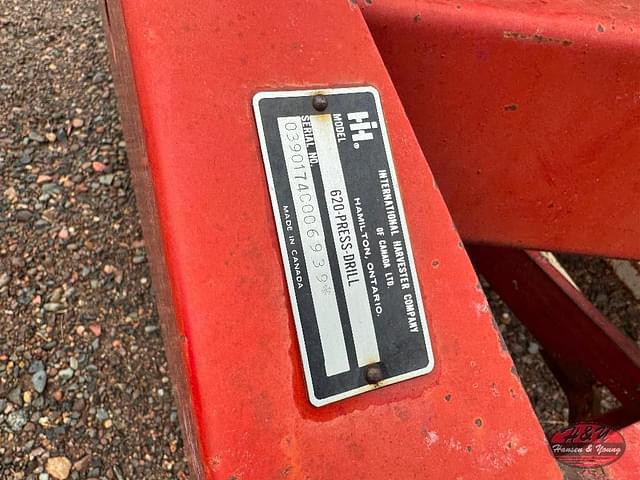 IH®
INTERNATIONAL HARVESTER COMPANY
OF CANADA LTD.
HAMILTON, ONTARIO.
MODEL
620-PRESS-DRILL
SERIAL NO.
0390174C006939*
MADE IN CANADA
H&Y
Hansen & Young